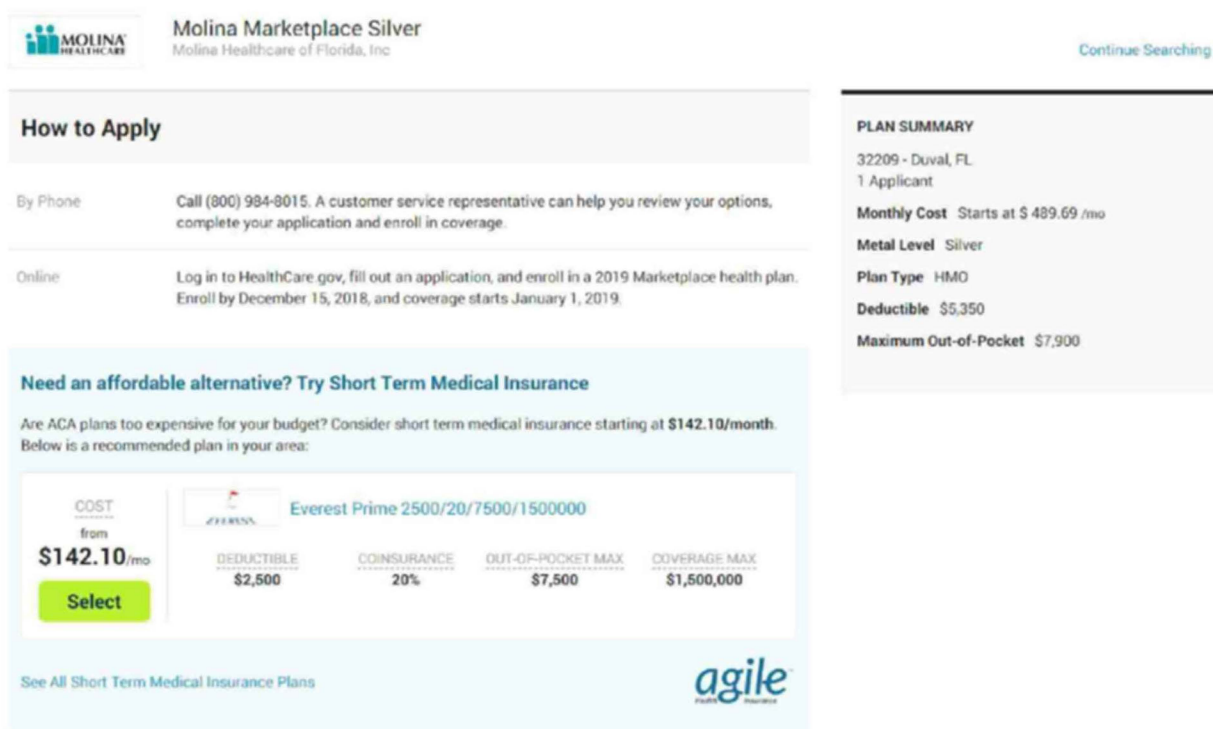 MOLINA
HEALTHCARE
Molina Marketplace Silver
Molina Healthcare of Florida, Inc
Continue Searching
How to Apply
By Phone
Call (800) 984-8015. A customer service representative can help you review your options,
complete your application and enroll in coverage.
Online
Log in to HealthCare.gov, fill out an application, and enroll in a 2019 Marketplace health plan.
Enroll by December 15, 2018, and coverage starts January 1, 2019.
PLAN SUMMARY
32209 - Duval, FL
1 Applicant
Monthly Cost Starts at $ 489.69 /mo
Metal Level Silver
Plan Type HMO
Deductible $5,350
Maximum Out-of-Pocket $7,900
Need an affordable alternative? Try Short Term Medical Insurance
Are ACA plans too expensive for your budget? Consider short term medical insurance starting at $142.10/month.
Below is a recommended plan in your area:
COST
from
$142.10/mo
Select
EVEREST
Everest Prime 2500/20/7500/1500000
DEDUCTIBLE COINSURANCE OUT-OF-POCKET MAX COVERAGE MAX
$2,500 20% $7,500 $1,500,000
See All Short Term Medical Insurance Plans
agile
Health Insurance